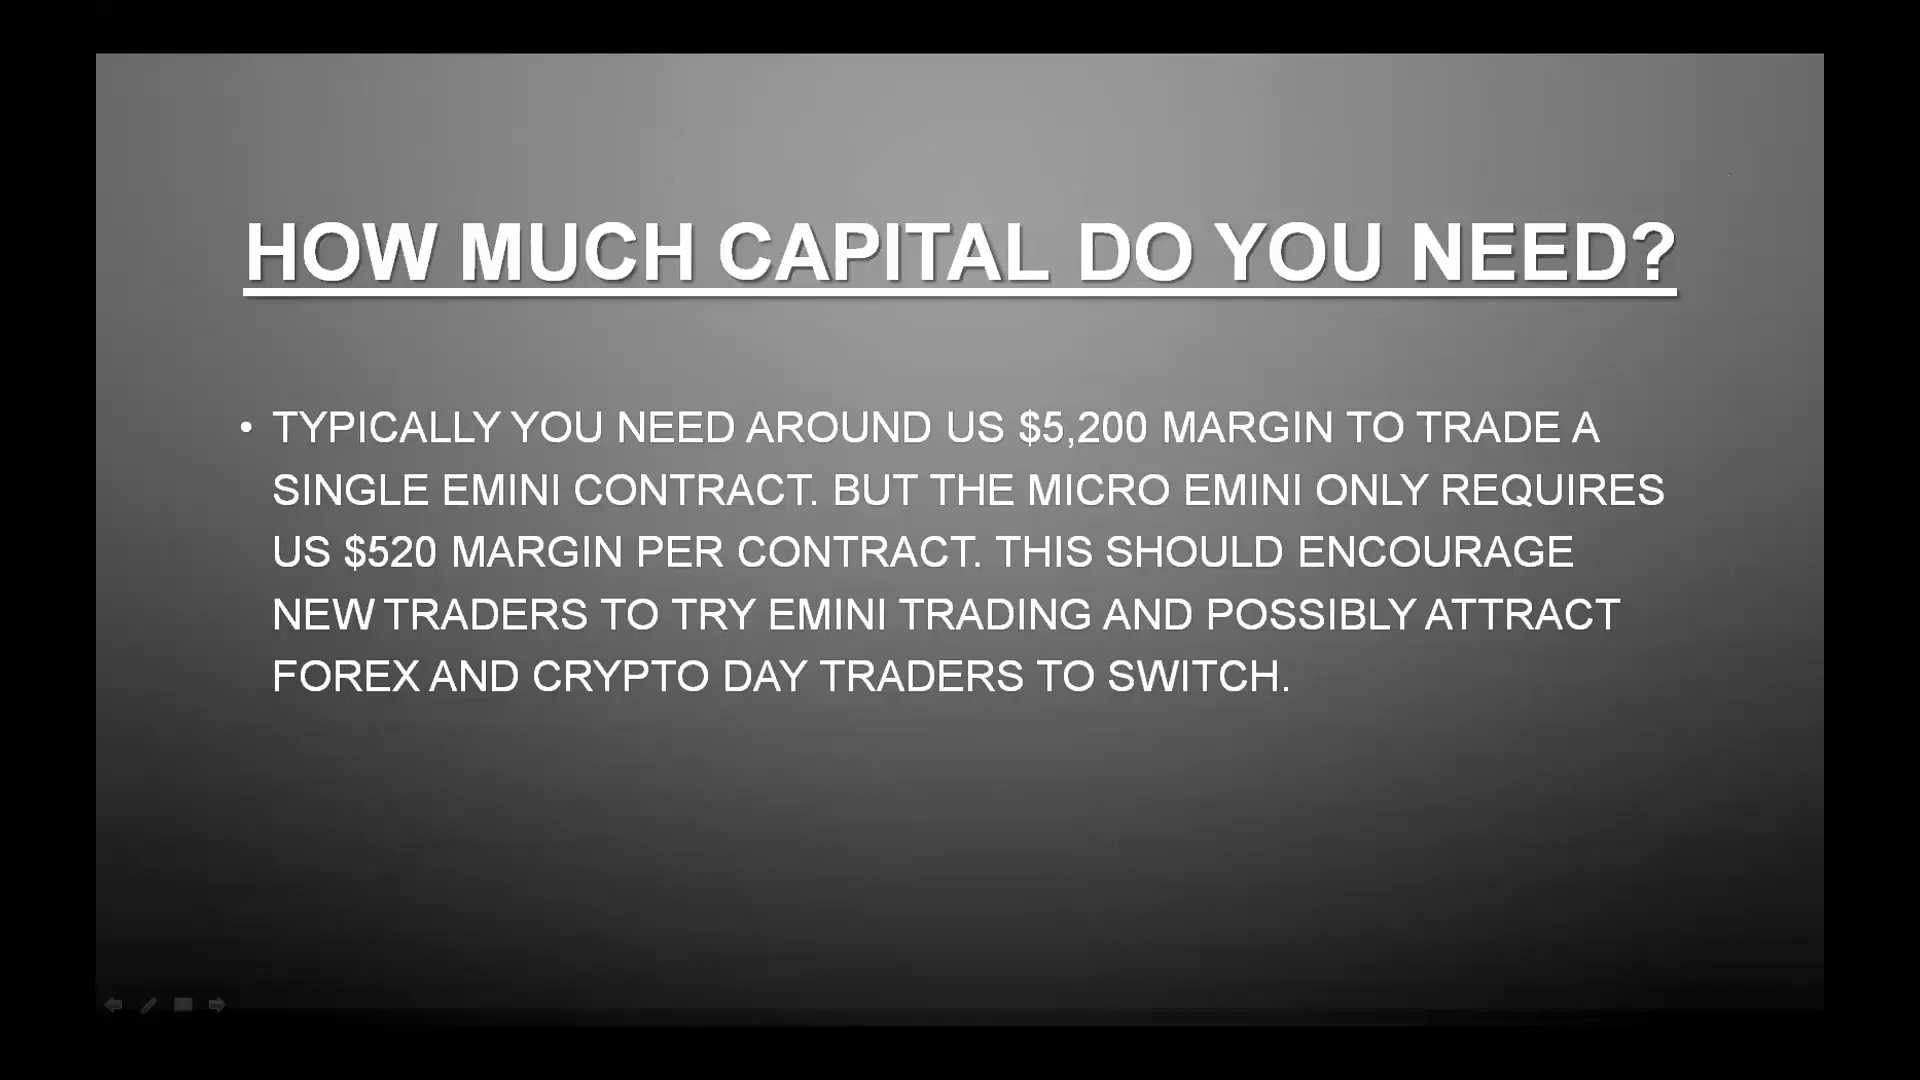 HOW MUCH CAPITAL DO YOU NEED?
• TYPICALLY YOU NEED AROUND US $5,200 MARGIN TO TRADE A
SINGLE EMINI CONTRACT. BUT THE MICRO EMINI ONLY REQUIRES
US $520 MARGIN PER CONTRACT. THIS SHOULD ENCOURAGE
NEW TRADERS TO TRY EMINI TRADING AND POSSIBLY ATTRACT
FOREX AND CRYPTO DAY TRADERS TO SWITCH.